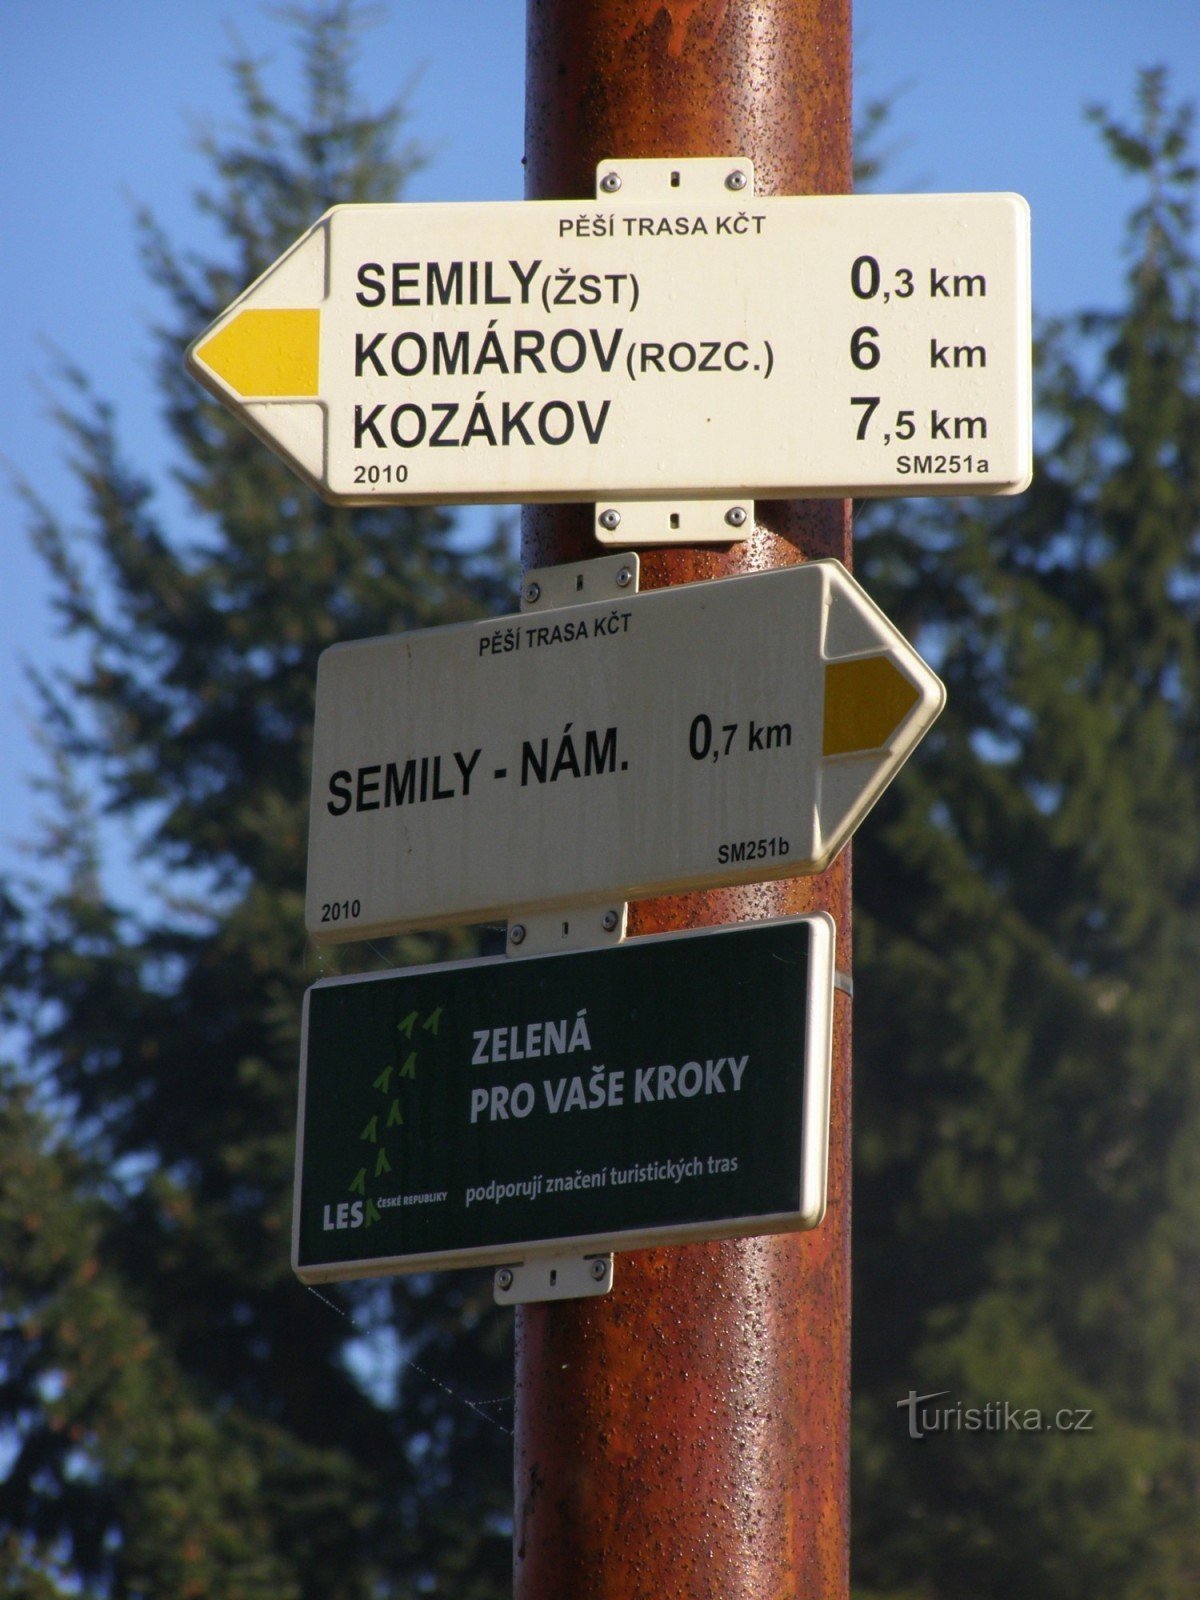 PĚŠÍ TRASA KČT
SEMILY(ŽST) 0,3 km
KOMÁROV(ROZC.) 6 km
KOZÁKOV 7,5 km
2010 SM251a
PĚŠÍ TRASA KČT
SEMILY - NÁM. 0,7 km
SM251b
2010
ZELENÁ
PRO VAŠE KROKY
podporují značení turistických tras
LESY ČESKÉ REPUBLIKY
Turistika.cz